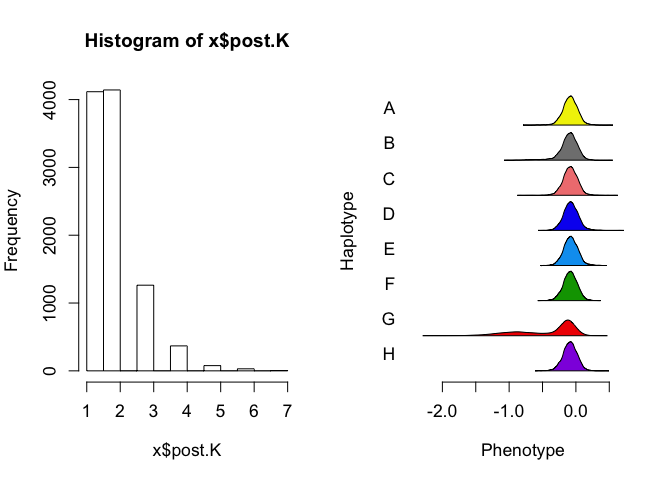 Histogram of x$post.K
Frequency
0
1000
2000
3000
4000
1 2 3 4 5 6 7
x$post.K
Haplotype
A
B
C
D
E
F
G
H
-2.0 -1.0 0.0
Phenotype